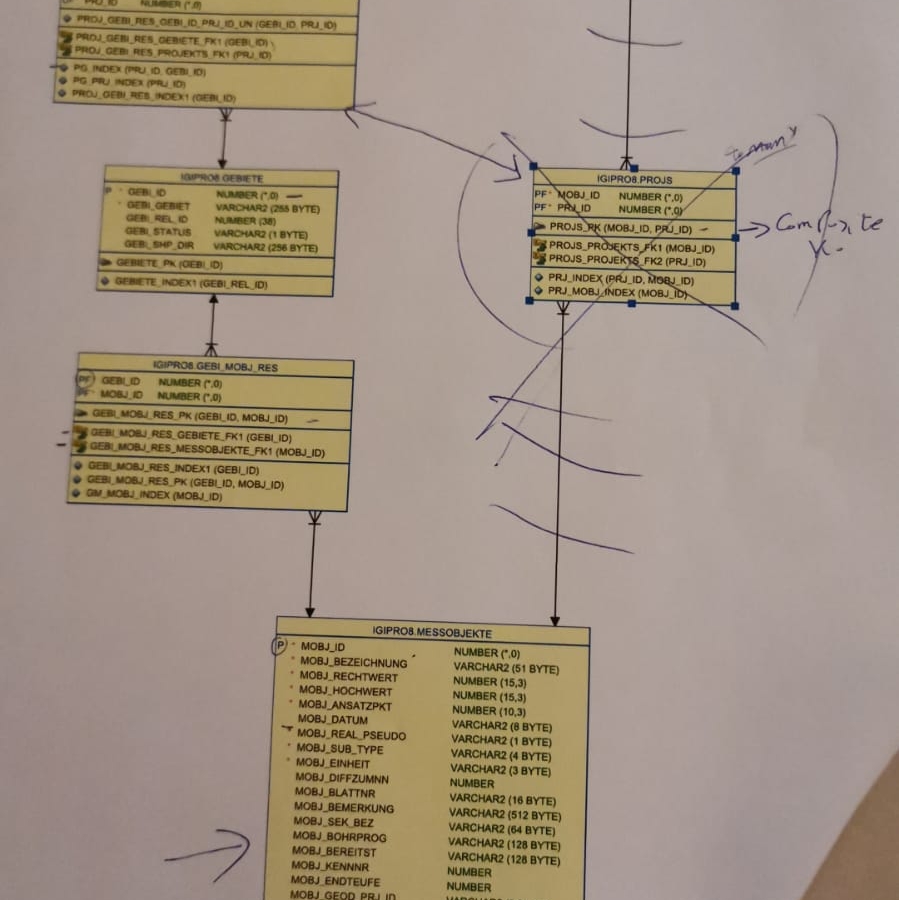 PRJ_ID NUMBER (*,0)
PROJ_GEBI_RES_GEBI_ID_PRJ_ID_UN (GEBI_ID, PRJ_ID)
PROJ_GEBI_RES_GEBIETE_FK1 (GEBI_ID)
PROJ_GEBI_RES_PROJEKTS_FK1 (PRJ_ID)
PG_INDEX (PRJ_ID, GEBI_ID)
PG_PRJ_INDEX (PRJ_ID)
PROJ_GEBI_RES_INDEX1 (GEBI_ID)
IGIPRO8.GEBIETE
P * GEBI_ID NUMBER (*,0)
* GEBI_GEBIET VARCHAR2 (255 BYTE)
GEBI_REL_ID NUMBER (38)
GEBI_STATUS VARCHAR2 (1 BYTE)
GEBI_SHP_DIR VARCHAR2 (256 BYTE)
GEBIETE_PK (GEBI_ID)
GEBIETE_INDEX1 (GEBI_REL_ID)
IGIPRO8.PROJS
PF* MOBJ_ID NUMBER (*,0)
PF* PRJ_ID NUMBER (*,0)
PROJS_PK (MOBJ_ID, PRJ_ID)
PROJS_PROJEKTS_FK1 (MOBJ_ID)
PROJS_PROJEKTS_FK2 (PRJ_ID)
PRJ_INDEX (PRJ_ID, MOBJ_ID)
PRJ_MOBJ_INDEX (MOBJ_ID)
Composite
K.
IGIPRO8.GEBI_MOBJ_RES
PF* GEBI_ID NUMBER (*,0)
PF* MOBJ_ID NUMBER (*,0)
GEBI_MOBJ_RES_PK (GEBI_ID, MOBJ_ID)
GEBI_MOBJ_RES_GEBIETE_FK1 (GEBI_ID)
GEBI_MOBJ_RES_MESSOBJEKTE_FK1 (MOBJ_ID)
GEBI_MOBJ_RES_INDEX1 (GEBI_ID)
GEBI_MOBJ_RES_PK (GEBI_ID, MOBJ_ID)
GM_MOBJ_INDEX (MOBJ_ID)
IGIPRO8.MESSOBJEKTE
P * MOBJ_ID NUMBER (*,0)
* MOBJ_BEZEICHNUNG VARCHAR2 (51 BYTE)
* MOBJ_RECHTWERT NUMBER (15,3)
* MOBJ_HOCHWERT NUMBER (15,3)
* MOBJ_ANSATZPKT NUMBER (10,3)
MOBJ_DATUM VARCHAR2 (8 BYTE)
* MOBJ_REAL_PSEUDO VARCHAR2 (1 BYTE)
* MOBJ_SUB_TYPE VARCHAR2 (4 BYTE)
* MOBJ_EINHEIT VARCHAR2 (3 BYTE)
MOBJ_DIFFZUMNN NUMBER
MOBJ_BLATTNR VARCHAR2 (16 BYTE)
MOBJ_BEMERKUNG VARCHAR2 (512 BYTE)
MOBJ_SEK_BEZ VARCHAR2 (64 BYTE)
MOBJ_BOHRPROG VARCHAR2 (128 BYTE)
MOBJ_BEREITST VARCHAR2 (128 BYTE)
MOBJ_KENNNR NUMBER
MOBJ_ENDTEUFE NUMBER
MOBJ_GEOD_PRJ_ID